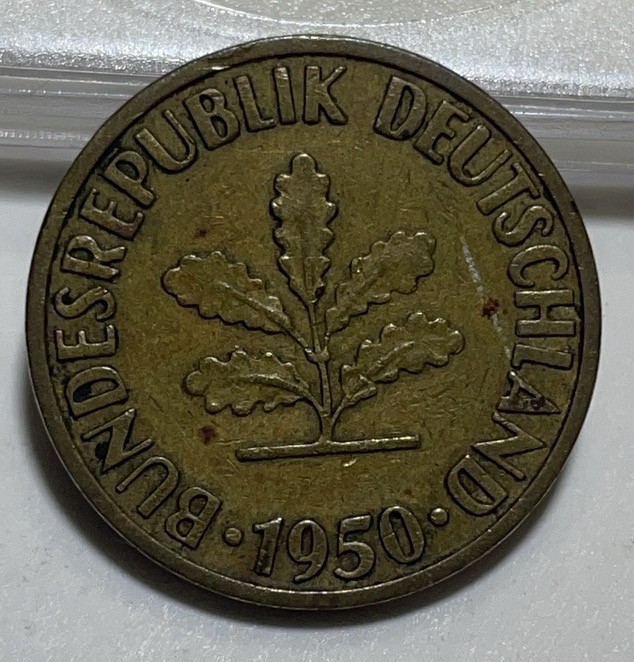 BUNDESREPUBLIK DEUTSCHLAND
· 1950 ·